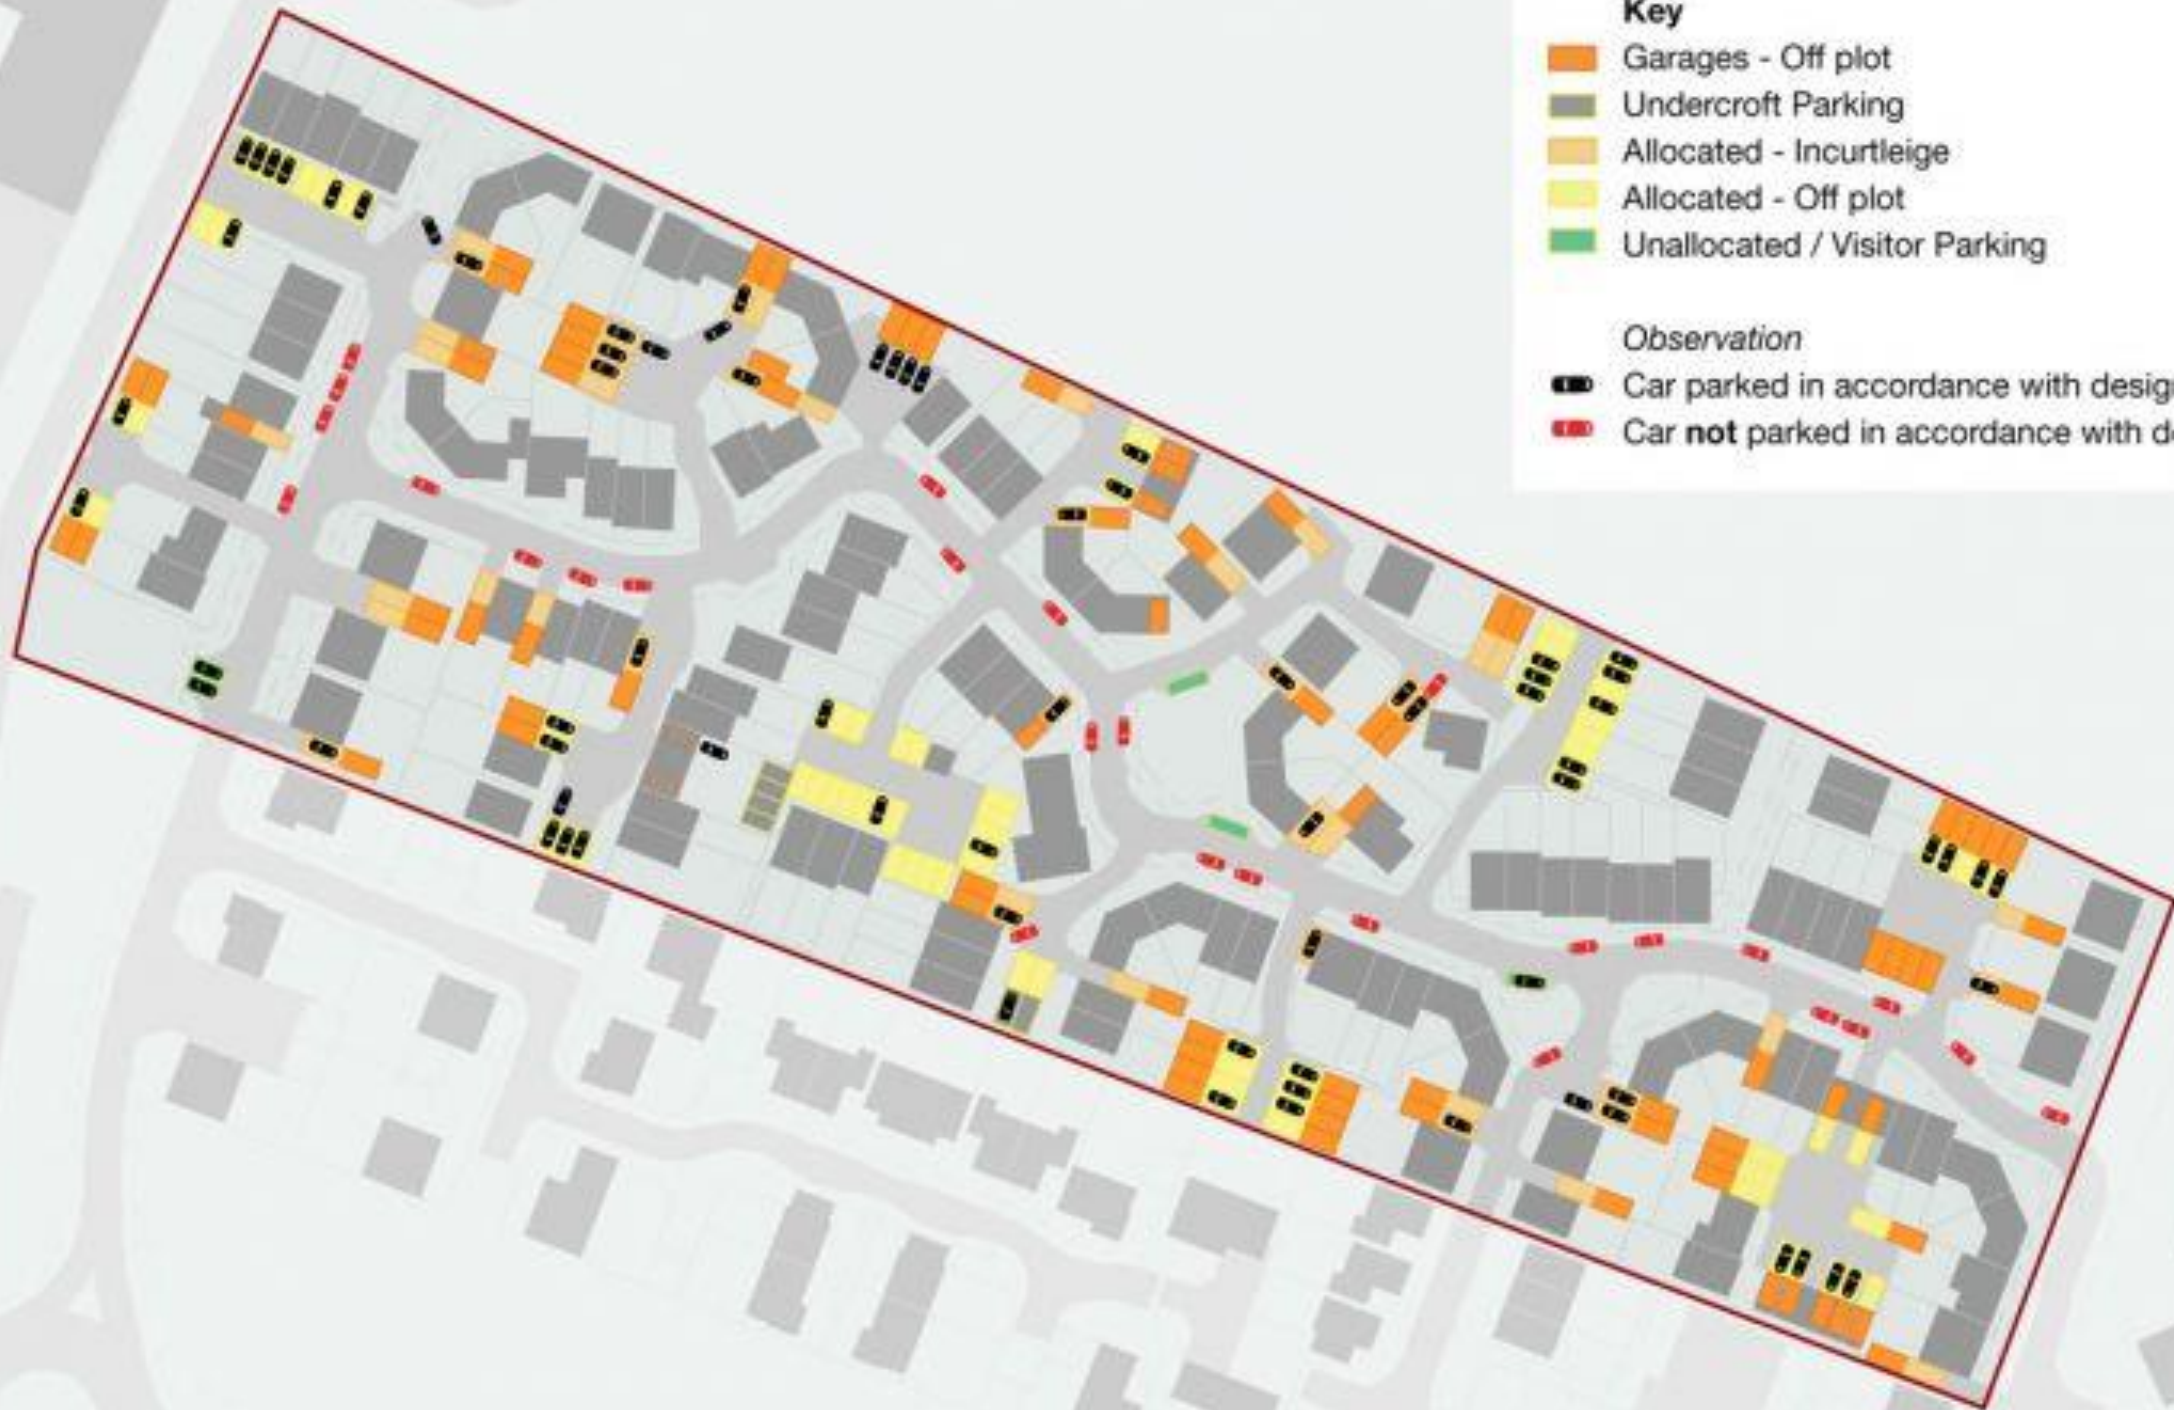 Key
Garages - Off plot
Undercroft Parking
Allocated - Incurtleige
Allocated - Off plot
Unallocated / Visitor Parking
Observation
Car parked in accordance with desig
Car not parked in accordance with d